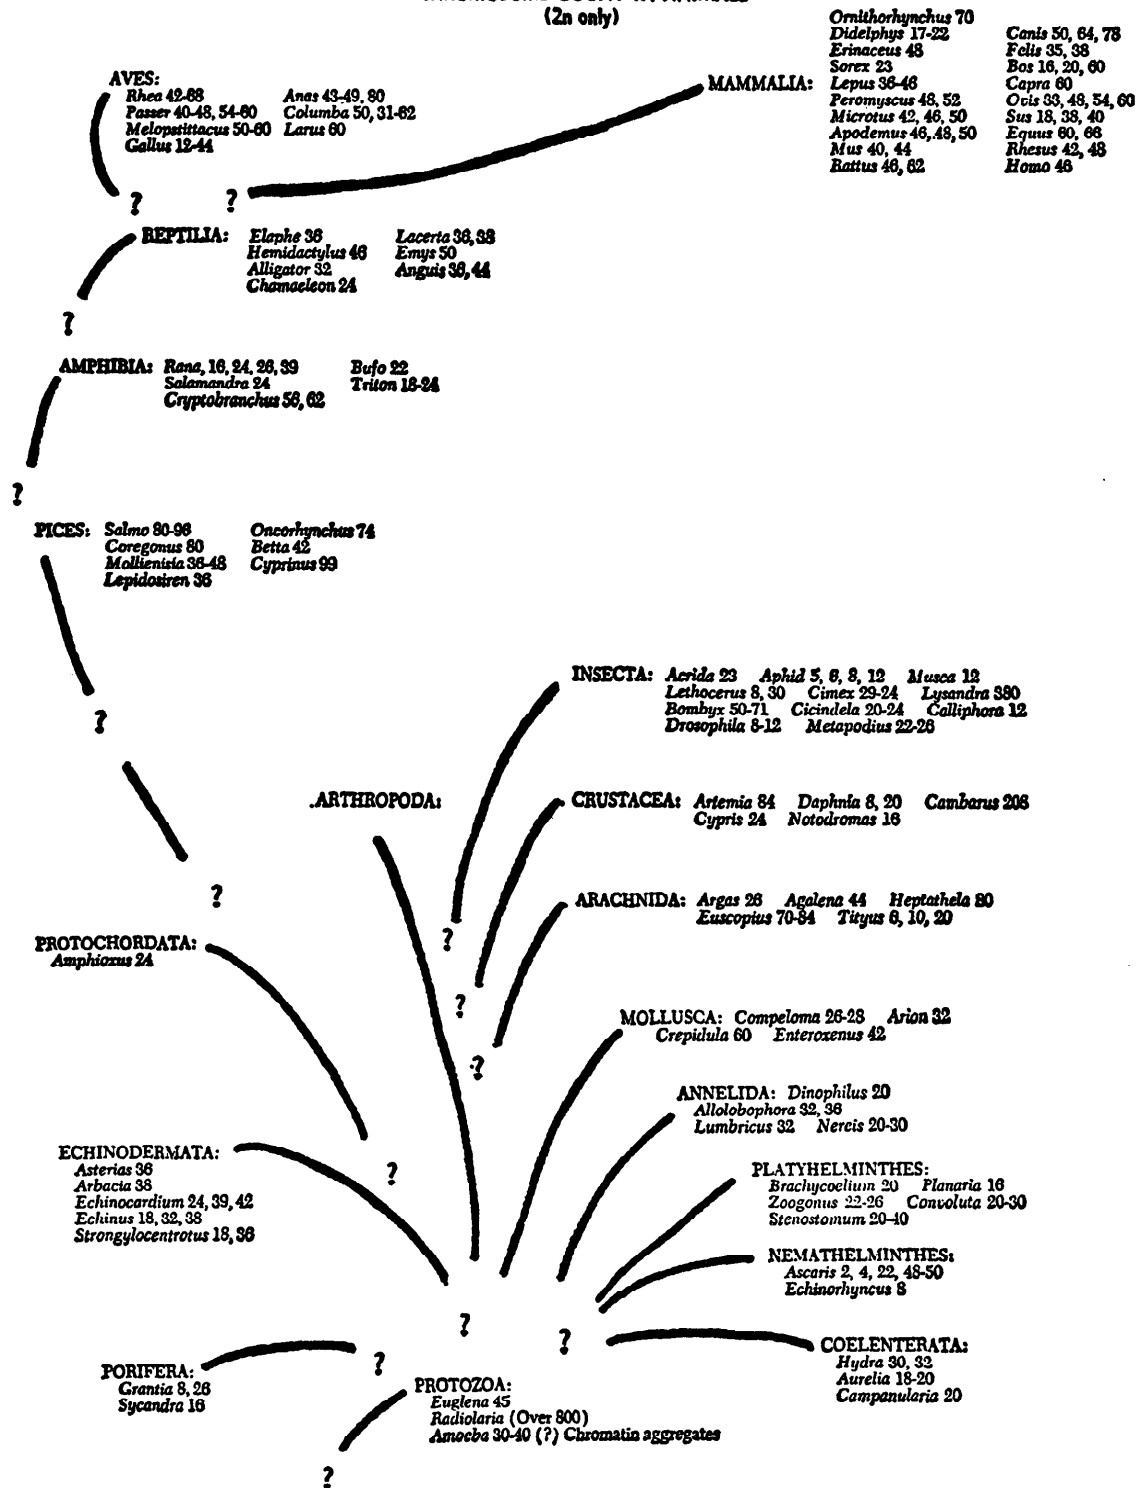 (2n only)
AVES:
Rhea 42-68 Anas 43-49, 80
Passer 40-48, 54-60 Columba 50, 31-62
Melopsittacus 50-60 Larus 60
Gallus 12-44
MAMMALIA:
Ornithorhynchus 70
Didelphys 17-22 Canis 50, 64, 78
Erinaceus 48 Felis 35, 38
Sorex 23 Bos 16, 20, 60
Lepus 36-46 Capra 60
Peromyscus 48, 52 Ovis 33, 48, 54, 60
Microtus 42, 46, 50 Sus 18, 38, 40
Apodemus 46, 48, 50 Equus 60, 66
Mus 40, 44 Rhesus 42, 48
Rattus 46, 62 Homo 46
? ?
REPTILIA: Elaphe 36 Lacerta 36, 38
Hemidactylus 46 Emys 50
Alligator 32 Anguis 36, 44
Chamaeleon 24
?
AMPHIBIA: Rana, 16, 24, 26, 39 Bufo 22
Salamandra 24 Triton 18-24
Cryptobranchus 56, 62
?
PICES: Salmo 80-96 Oncorhynchus 74
Coregonus 80 Betta 42
Mollienisia 36-48 Cyprinus 99
Lepidosiren 36
?
INSECTA: Acrida 23 Aphid 5, 6, 8, 12 Musca 12
Lethocerus 8, 30 Cimex 29-24 Lysandra 380
Bombyx 50-71 Cicindela 20-24 Calliphora 12
Drosophila 8-12 Metapodius 22-26
ARTHROPODA:
CRUSTACEA: Artemia 84 Daphnia 8, 20 Cambarus 208
Cypris 24 Notodromas 16
?
ARACHNIDA: Argas 26 Agalena 44 Heptathela 80
Euscopius 70-84 Tityus 6, 10, 20
?
PROTOCHORDATA:
Amphioxus 24
?
MOLLUSCA: Compeloma 26-28 Arion 32
Crepidula 60 Enteroxenus 42
?
ANNELIDA: Dinophilus 20
Allolobophora 32, 36
Lumbricus 32 Nercis 20-30
ECHINODERMATA:
Asterias 36
Arbacia 38
Echinocardium 24, 39, 42
Echinus 18, 32, 38
Strongylocentrotus 18, 36
?
PLATYHELMINTHES:
Brachycoelium 20 Planaria 16
Zoogonus 22-26 Convoluta 20-30
Stenostomum 20-40
NEMATHELMINTHES:
Ascaris 2, 4, 22, 48-50
Echinorhyncus 8
? ?
COELENTERATA:
Hydra 30, 32
Aurelia 18-20
Campanularia 20
PORIFERA:
Grantia 8, 26
Sycandra 16
?
PROTOZOA:
Euglena 45
Radiolaria (Over 800)
Amoeba 30-40 (?) Chromatin aggregates
?